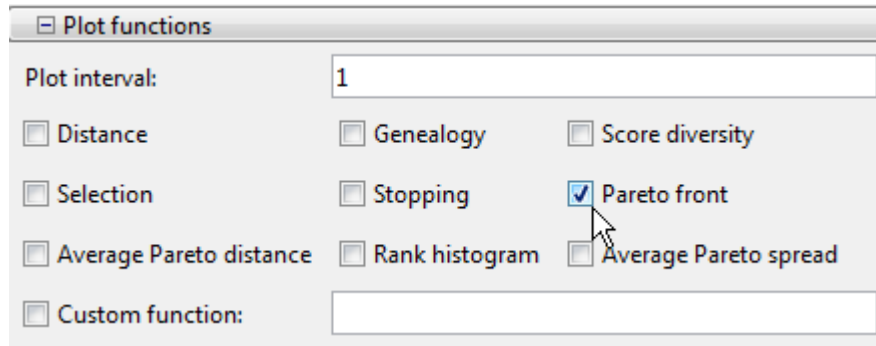 Plot functions
Plot interval: 1
Distance Genealogy Score diversity
Selection Stopping Pareto front
Average Pareto distance Rank histogram Average Pareto spread
Custom function: